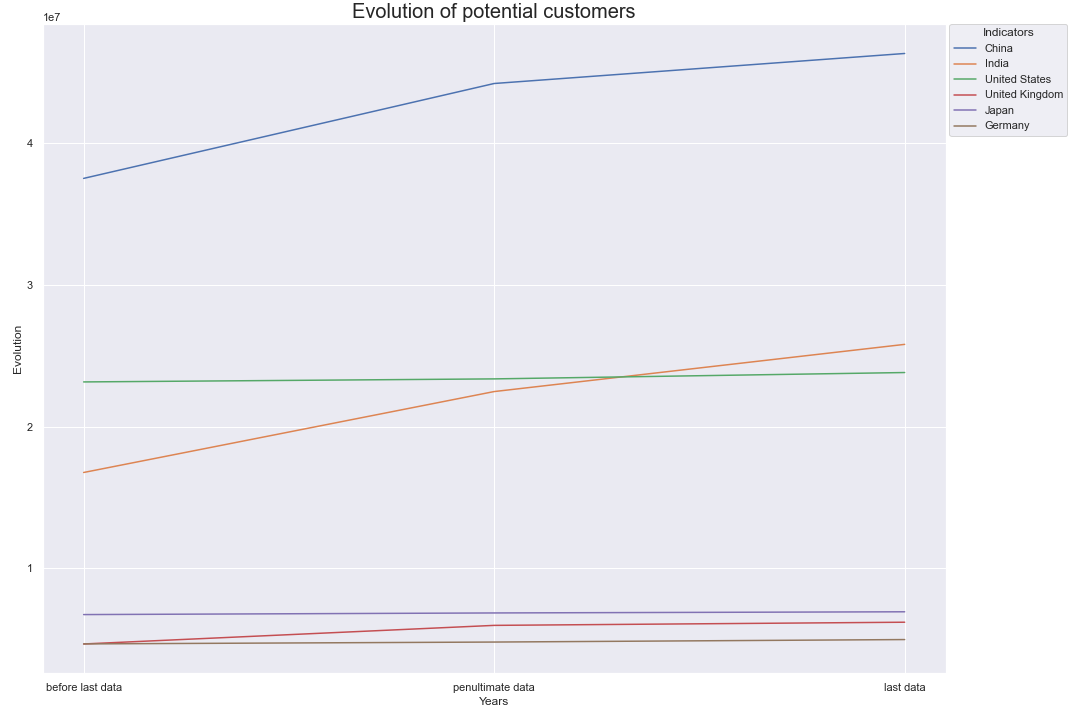 Evolution of potential customers
1e7
Indicators
China
India
United States
United Kingdom
Japan
Germany
4
3
2
1
Evolution
before last data
penultimate data
last data
Years